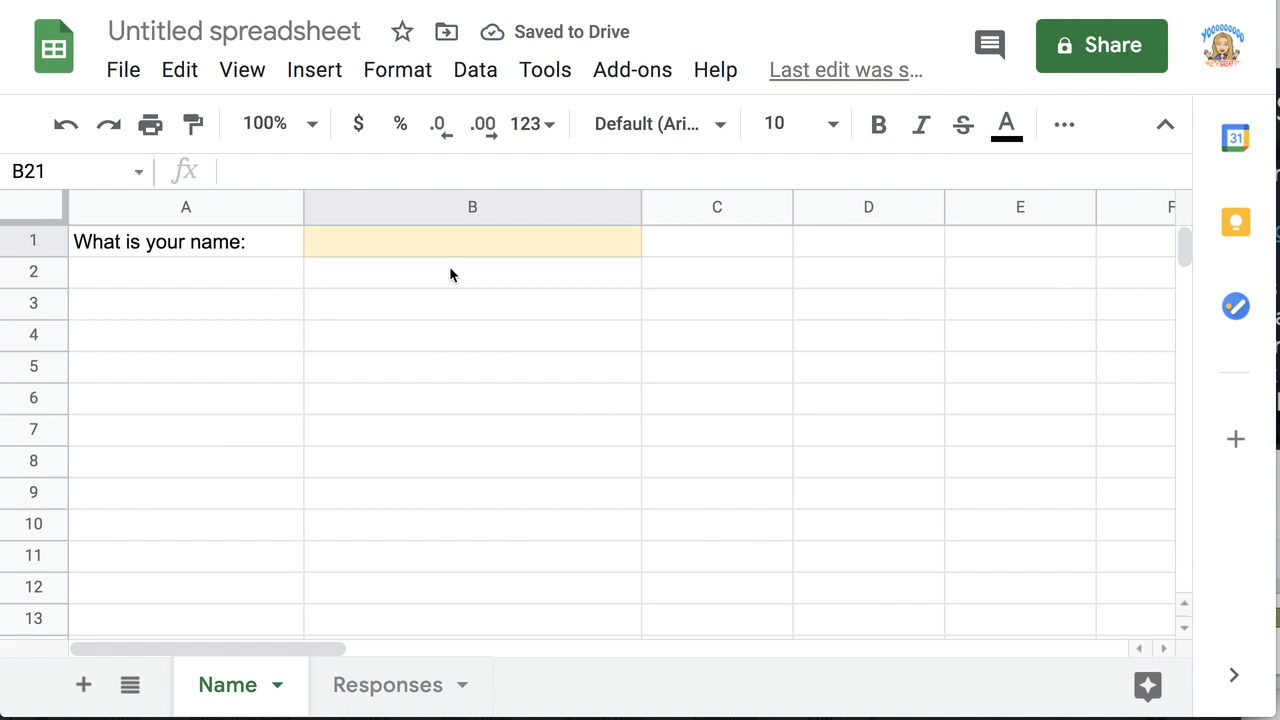 Untitled spreadsheet
Saved to Drive
Share
File Edit View Insert Format Data Tools Add-ons Help Last edit was s...
100% $ % .0 .00 123 Default (Ari... 10 B I S A
31
B21 fx
A B C D E F
1 What is your name:
2
3
4
5
6
7
8
9
10
11
12
13
Name Responses